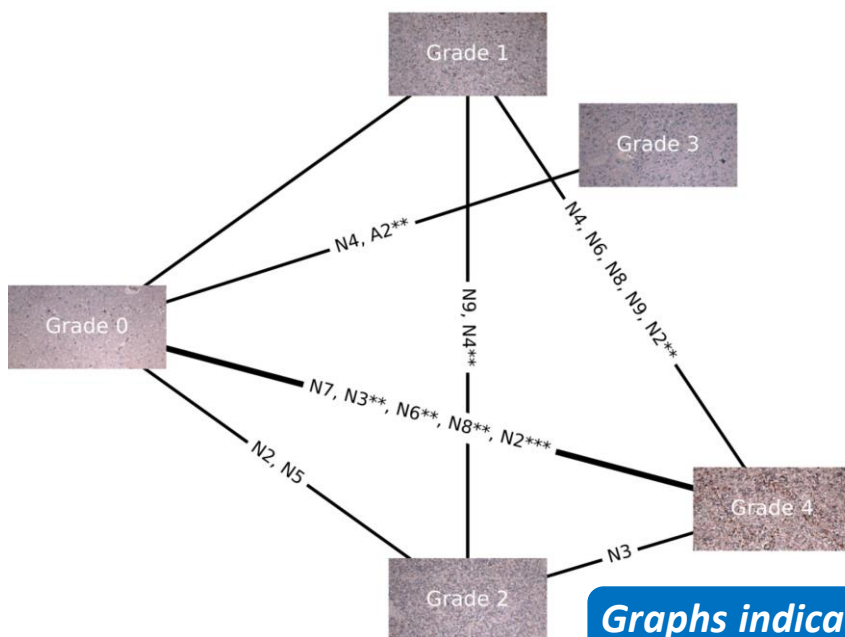 Grade 1
Grade 3
N4, A2**
N4, N6, N8, N9, N2**
Grade 0
N9, N4**
N7, N3**, N6**, N8**, N2***
N2, N5
Grade 4
N3
Grade 2
Graphs indica